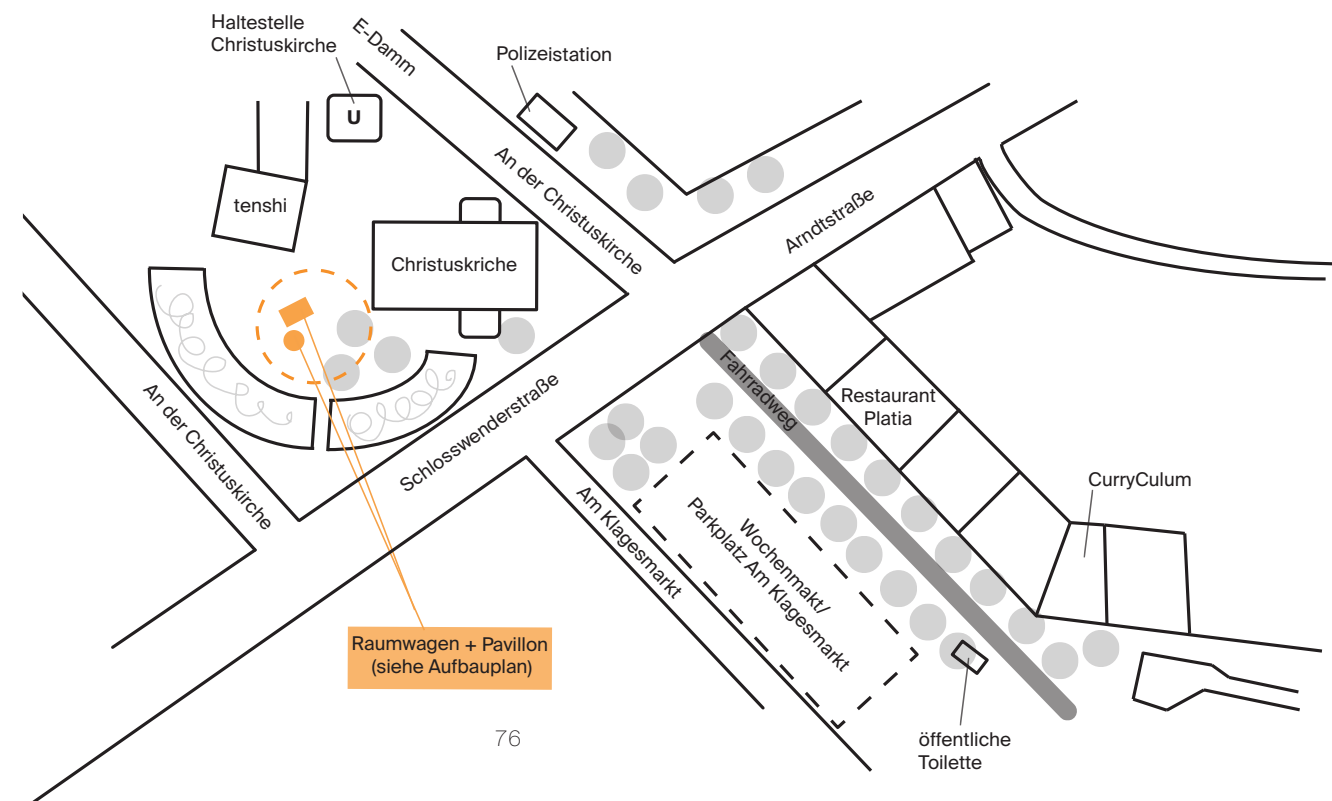 Haltestelle
Christuskirche
E-Damm
Polizeistation
U
An der Christuskirche
tenshi
Arndtstraße
Christuskriche
Fahrradweg
Restaurant
Platia
An der Christuskirche
Schlosswenderstraße
CurryCulum
Am Klagesmarkt
Wochenmakt/
Parkplatz Am Klagesmarkt
Raumwagen + Pavillon
(siehe Aufbauplan)
76
öffentliche
Toilette